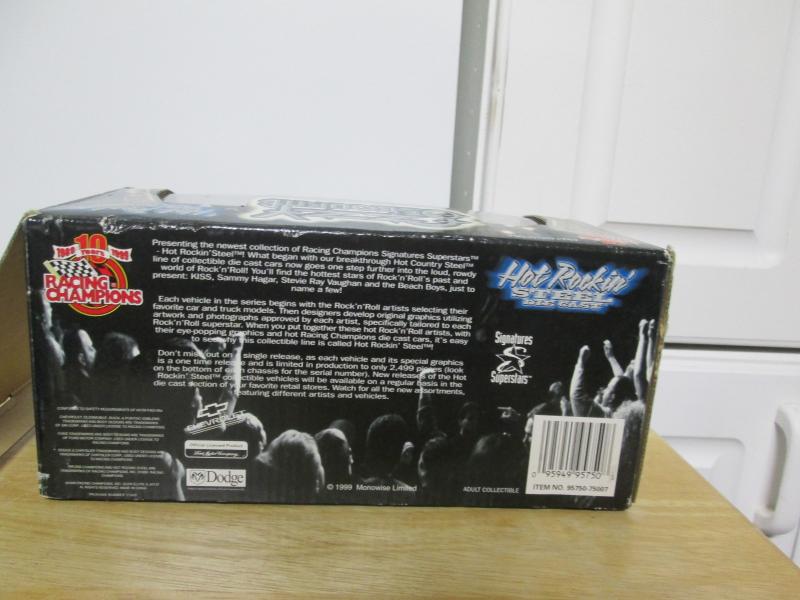 1989 10 Years 1999
RACING
CHAMPIONS
Presenting the newest collection of Racing Champions Signatures Superstars™
- Hot Rockin' Steel™! What began with our breakthrough Hot Country Steel™
line of collectible die cast cars now goes one step further into the loud, rowdy
world of Rock'n'Roll! You'll find the hottest stars of Rock'n'Roll's past and
present: KISS, Sammy Hagar, Stevie Ray Vaughan and the Beach Boys, just to
name a few!
Each vehicle in the series begins with the Rock'n'Roll artists selecting their
favorite car and truck models. Then designers develop original graphics utilizing
artwork and photographs approved by each artist, specifically tailored to each
Rock'n'Roll superstar. When you put together these hot Rock'n'Roll artists, with
their eye-popping graphics and hot Racing Champions die cast cars, it's easy
to see why this collectible line is called Hot Rockin' Steel™!
Don't miss out on a single release, as each vehicle and its special graphics
is a one time release and is limited in production to only 2,499 pieces (look
on the bottom of each chassis for the serial number). New releases of the Hot
Rockin' Steel™ collectible vehicles will be available on a regular basis in the
die cast section of your favorite retail stores. Watch for all the new assortments,
featuring different artists and vehicles.
Hot Rockin'
STEEL
DIE CAST
Signatures
Superstars™
CHEVROLET
Official Licensed Product
Ford Motor Company
Dodge
© 1999 Monowise Limited
ADULT COLLECTIBLE
0 95949 95750 5
ITEM NO. 95750-75007